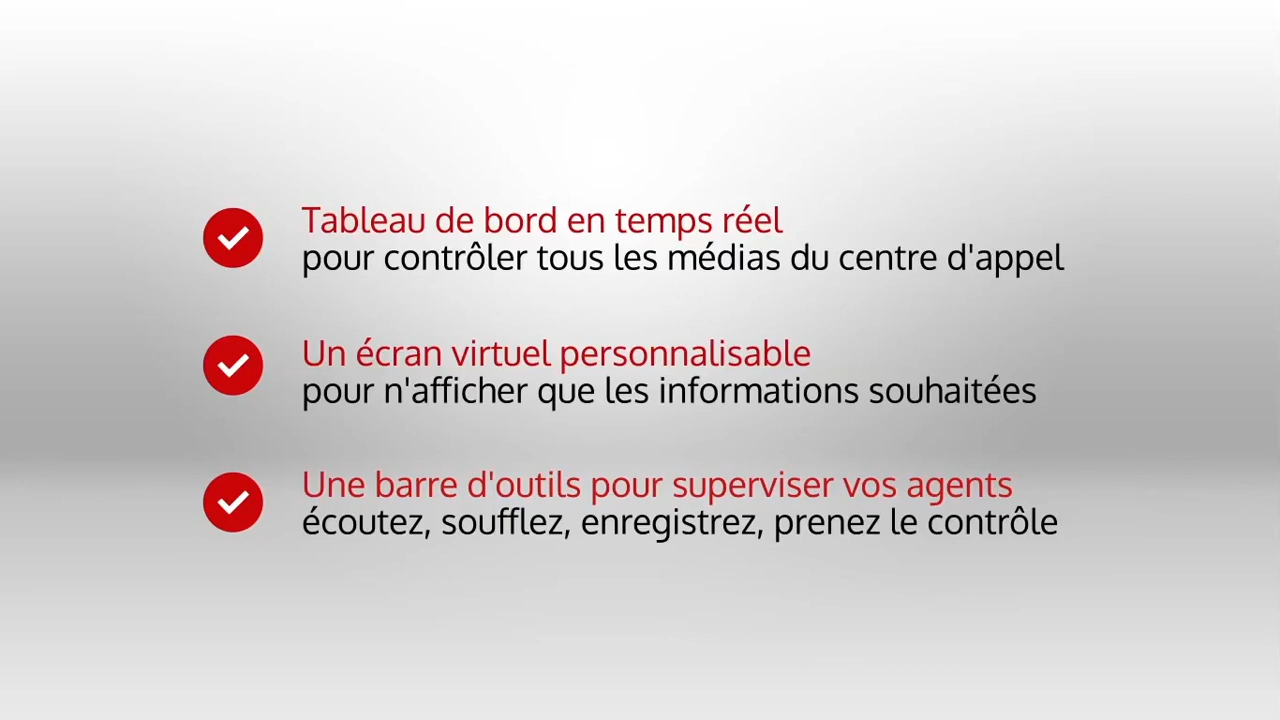 Tableau de bord en temps réel
pour contrôler tous les médias du centre d'appel
Un écran virtuel personnalisable
pour n'afficher que les informations souhaitées
Une barre d'outils pour superviser vos agents
écoutez, soufflez, enregistrez, prenez le contrôle